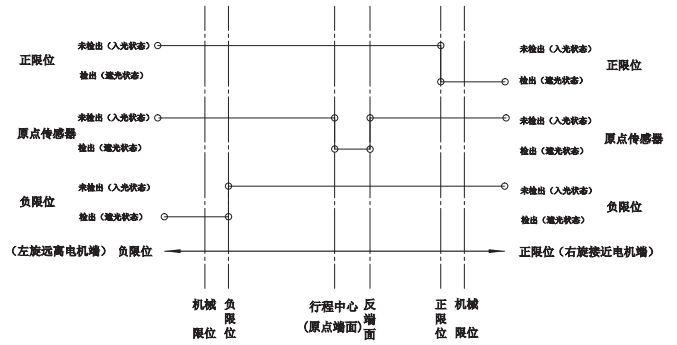 正限位
未检出（入光状态）
检出（遮光状态）
未检出（入光状态）
检出（遮光状态）
正限位
原点传感器
未检出（入光状态）
检出（遮光状态）
未检出（入光状态）
检出（遮光状态）
原点传感器
负限位
未检出（入光状态）
检出（遮光状态）
未检出（入光状态）
检出（遮光状态）
负限位
（左旋远离电机端） 负限位
正限位（右旋接近电机端）
机械
限位
负限位
行程中心
(原点端面)
反端面
正限位
机械
限位